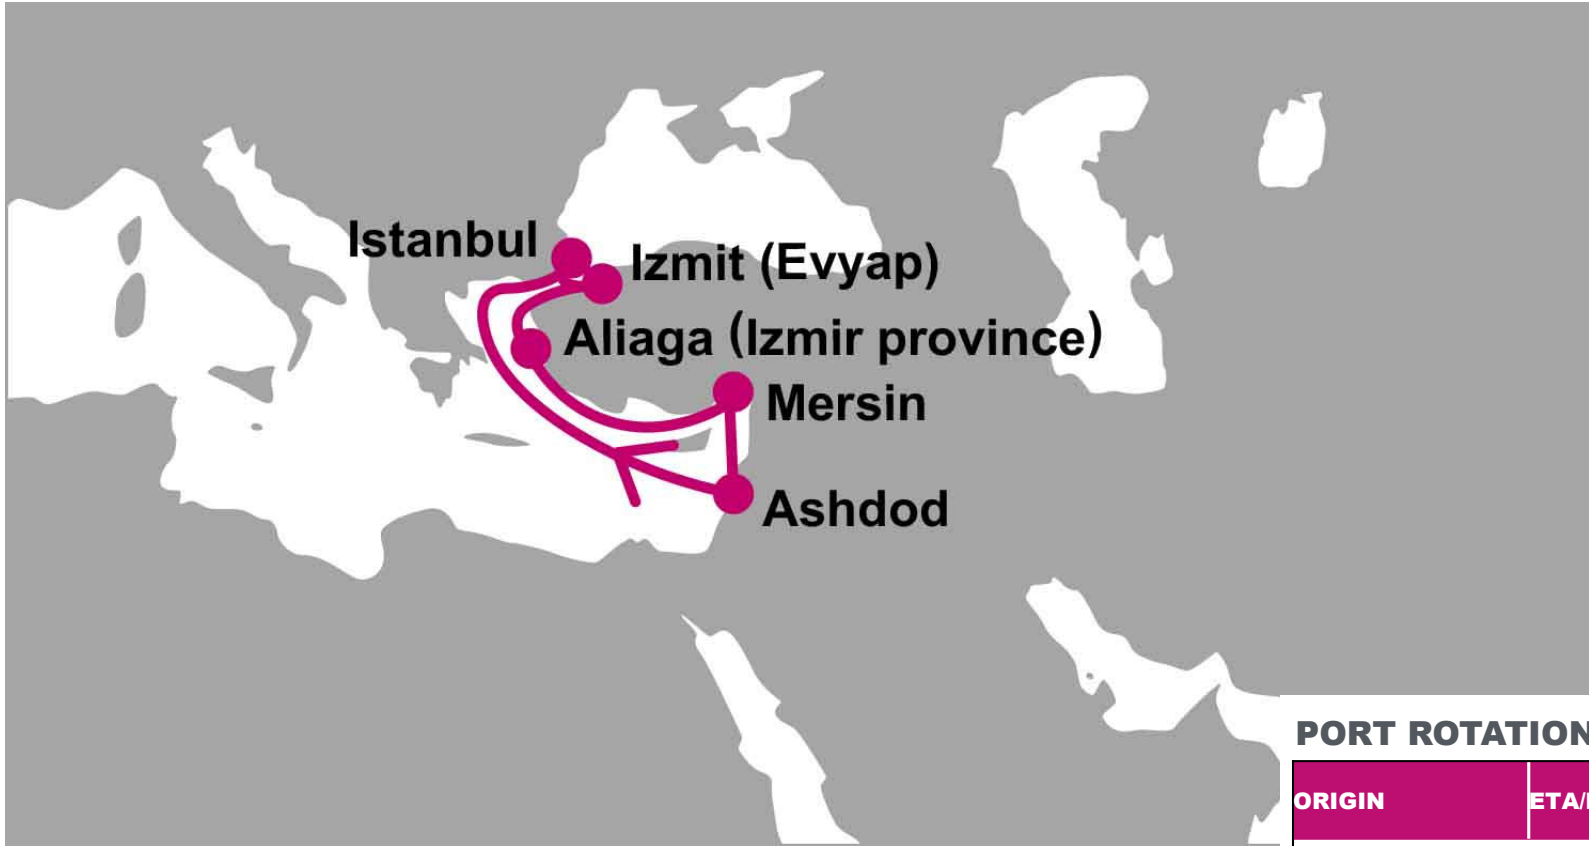 Istanbul
Izmit (Evyap)
Aliaga (Izmir province)
Mersin
Ashdod
PORT ROTATION
ORIGIN